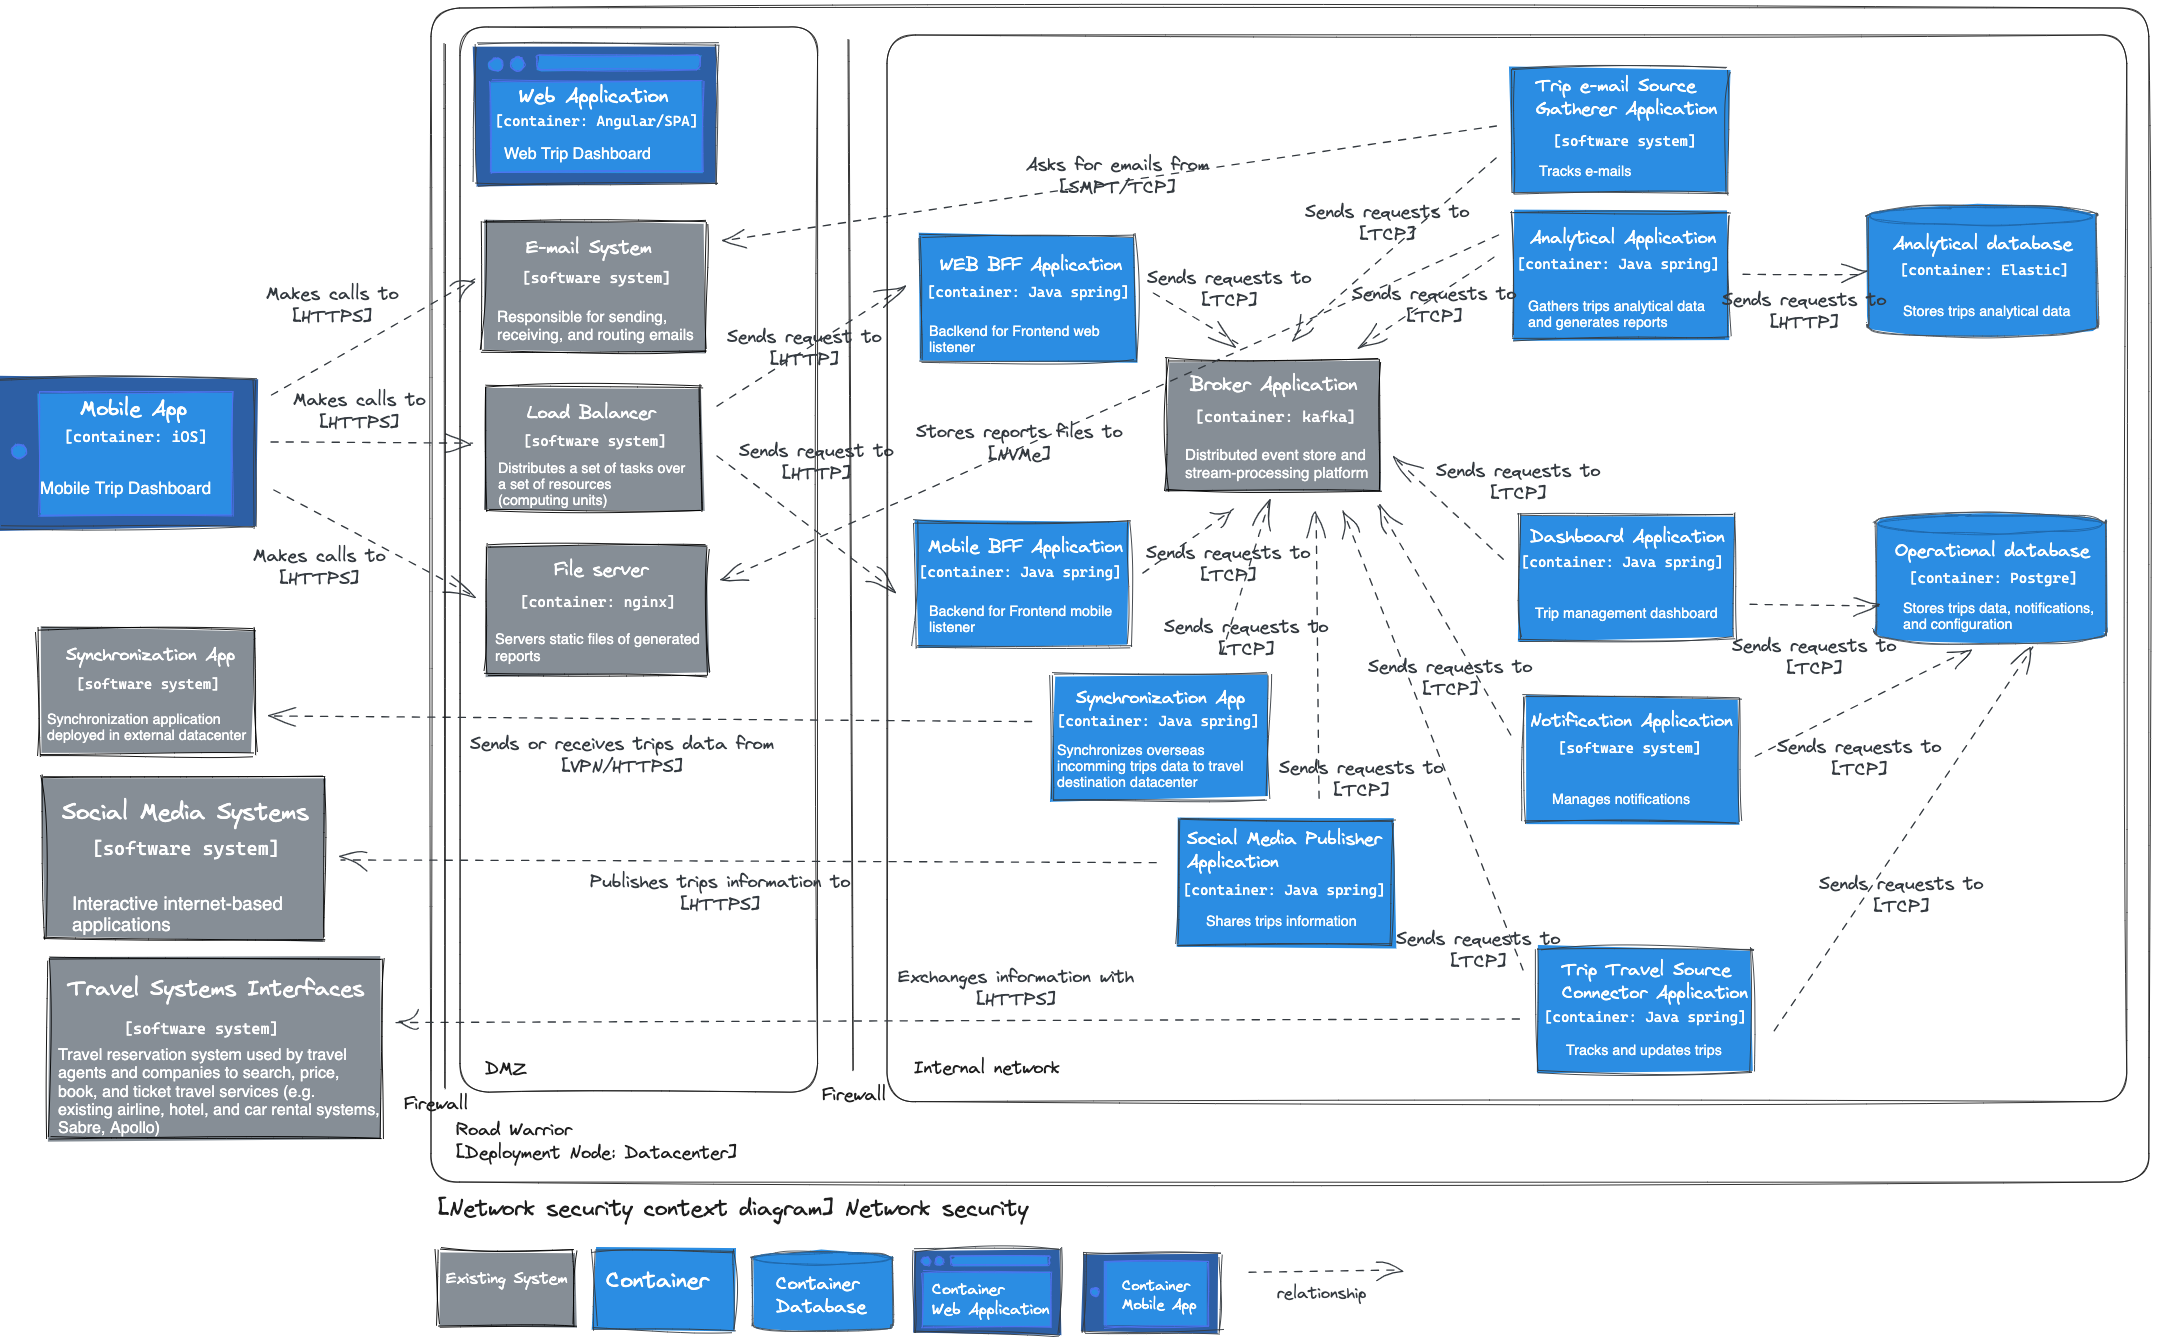 Web Application
[container: Angular/SPA]
Web Trip Dashboard
E-mail System
[software system]
Responsible for sending,
receiving, and routing emails
Load Balancer
[software system]
Distributes a set of tasks over
a set of resources
(computing units)
File server
[container: nginx]
Servers static files of generated
reports
DMZ
Mobile App
[container: iOS]
Mobile Trip Dashboard
Makes calls to
[HTTPS]
Makes calls to
[HTTPS]
Makes calls to
[HTTPS]
Synchronization App
[software system]
Synchronization application
deployed in external datacenter
Social Media Systems
[software system]
Interactive internet-based
applications
Travel Systems Interfaces
[software system]
Travel reservation system used by travel
agents and companies to search, price,
book, and ticket travel services (e.g.
existing airline, hotel, and car rental systems,
Sabre, Apollo)
Firewall
Firewall
Sends request to
[HTTP]
Sends request to
[HTTP]
Asks for emails from
[SMPT/TCP]
Stores reports files to
[NVMe]
Sends or receives trips data from
[VPN/HTTPS]
Publishes trips information to
[HTTPS]
Exchanges information with
[HTTPS]
WEB BFF Application
[container: Java spring]
Baclkend for Frontend web
listener
Sends requests to
[TCP]
Sends requests to
[TCP]
Sends requests to
[TCP]
Trip e-mail Source
Gatherer Application
[software system]
Tracks e-mails
Analytical Application
[container: Java spring]
Gathers trips analytical data
and generates reports
Sends requests to
[HTTP]
Analytical database
[container: Elastic]
Stores trips analytical data
Broker Application
[container: kafka]
Distributed event store and
stream-processing platform
Mobile BFF Application
[container: Java spring]
Backend for Frontend mobile
listener
Sends requests to
[TCP]
Sends requests to
[TCP]
Sends requests to
[TCP]
Dashboard Application
[container: Java spring]
Trip management dashboard
Sends requests to
[TCP]
Operational database
[container: Postgre]
Stores trips data, notifications,
and configuration
Synchronization App
[container: Java spring]
Synchronizes overseas
incomming trips data to travel
destination datacenter
Sends requests to
[TCP]
Sends requests to
[TCP]
Notification Application
[software system]
Manages notifications
Sends requests to
[TCP]
Social Media Publisher
Application
[container: Java spring]
Shares trips information
Sends requests to
[TCP]
Sends requests to
[TCP]
Trip Travel Source
Connector Application
[container: Java spring]
Tracks and updates trips
Internal network
Road Warrior
[Deployment Node: Datacenter]
[Network security context diagram] Network security
Existing System
Container
Container
Database
Container
Web Application
Container
Mobile App
relationship